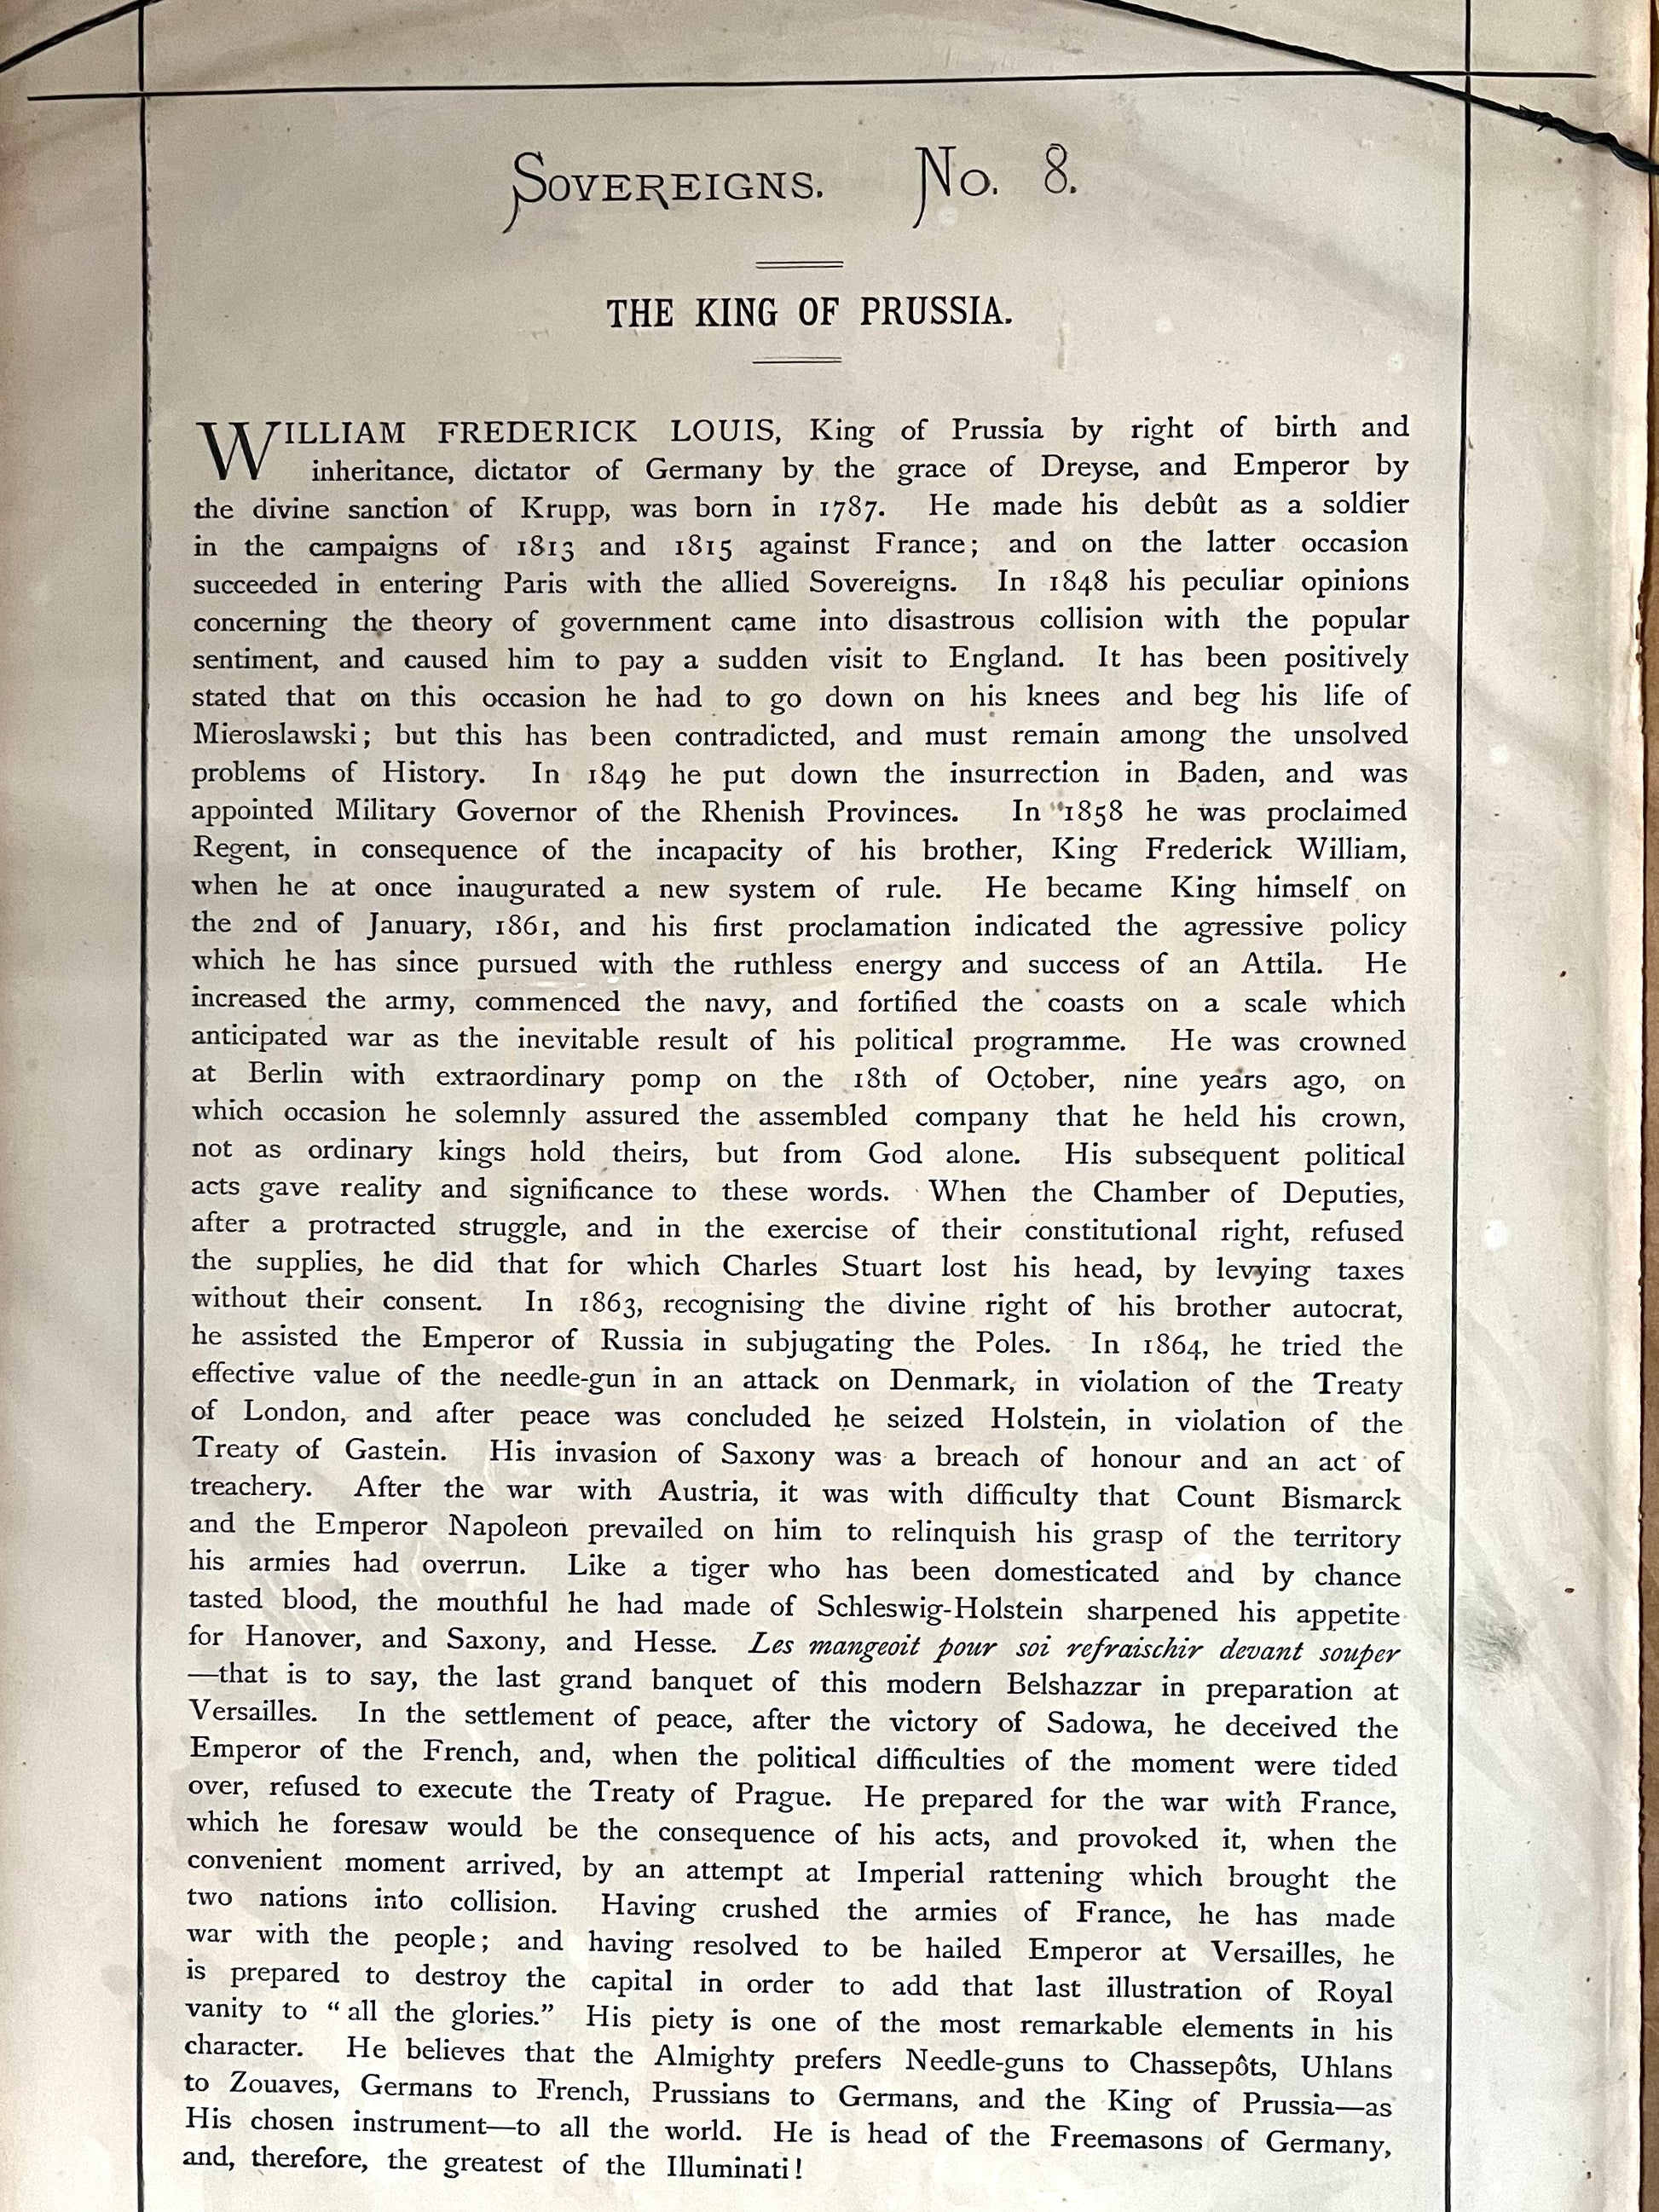 SOVEREIGNS. No. 8.
THE KING OF PRUSSIA.
WILLIAM FREDERICK LOUIS, King of Prussia by right of birth and
inheritance, dictator of Germany by the grace of Dreyse, and Emperor by
the divine sanction of Krupp, was born in 1787. He made his debût as a soldier
in the campaigns of 1813 and 1815 against France; and on the latter occasion
succeeded in entering Paris with the allied Sovereigns. In 1848 his peculiar opinions
concerning the theory of government came into disastrous collision with the popular
sentiment, and caused him to pay a sudden visit to England. It has been positively
stated that on this occasion he had to go down on his knees and beg his life of
Mieroslawski; but this has been contradicted, and must remain among the unsolved
problems of History. In 1849 he put down the insurrection in Baden, and was
appointed Military Governor of the Rhenish Provinces. In 1858 he was proclaimed
Regent, in consequence of the incapacity of his brother, King Frederick William,
when he at once inaugurated a new system of rule. He became King himself on
the 2nd of January, 1861, and his first proclamation indicated the agressive policy
which he has since pursued with the ruthless energy and success of an Attila. He
increased the army, commenced the navy, and fortified the coasts on a scale which
anticipated war as the inevitable result of his political programme. He was crowned
at Berlin with extraordinary pomp on the 18th of October, nine years ago, on
which occasion he solemnly assured the assembled company that he held his crown,
not as ordinary kings hold theirs, but from God alone. His subsequent political
acts gave reality and significance to these words. When the Chamber of Deputies,
after a protracted struggle, and in the exercise of their constitutional right, refused
the supplies, he did that for which Charles Stuart lost his head, by levying taxes
without their consent. In 1863, recognising the divine right of his brother autocrat,
he assisted the Emperor of Russia in subjugating the Poles. In 1864, he tried the
effective value of the needle-gun in an attack on Denmark, in violation of the Treaty
of London, and after peace was concluded he seized Holstein, in violation of the
Treaty of Gastein. His invasion of Saxony was a breach of honour and an act of
treachery. After the war with Austria, it was with difficulty that Count Bismarck
and the Emperor Napoleon prevailed on him to relinquish his grasp of the territory
his armies had overrun. Like a tiger who has been domesticated and by chance
tasted blood, the mouthful he had made of Schleswig-Holstein sharpened his appetite
for Hanover, and Saxony, and Hesse. Les mangeoit pour soi refraischir devant souper
—that is to say, the last grand banquet of this modern Belshazzar in preparation at
Versailles. In the settlement of peace, after the victory of Sadowa, he deceived the
Emperor of the French, and, when the political difficulties of the moment were tided
over, refused to execute the Treaty of Prague. He prepared for the war with France,
which he foresaw would be the consequence of his acts, and provoked it, when the
convenient moment arrived, by an attempt at Imperial rattening which brought the
two nations into collision. Having crushed the armies of France, he has made
war with the people; and having resolved to be hailed Emperor at Versailles, he
is prepared to destroy the capital in order to add that last illustration of Royal
vanity to “all the glories.” His piety is one of the most remarkable elements in his
character. He believes that the Almighty prefers Needle-guns to Chassepôts, Uhlans
to Zouaves, Germans to French, Prussians to Germans, and the King of Prussia—as
His chosen instrument—to all the world. He is head of the Freemasons of Germany,
and, therefore, the greatest of the Illuminati!